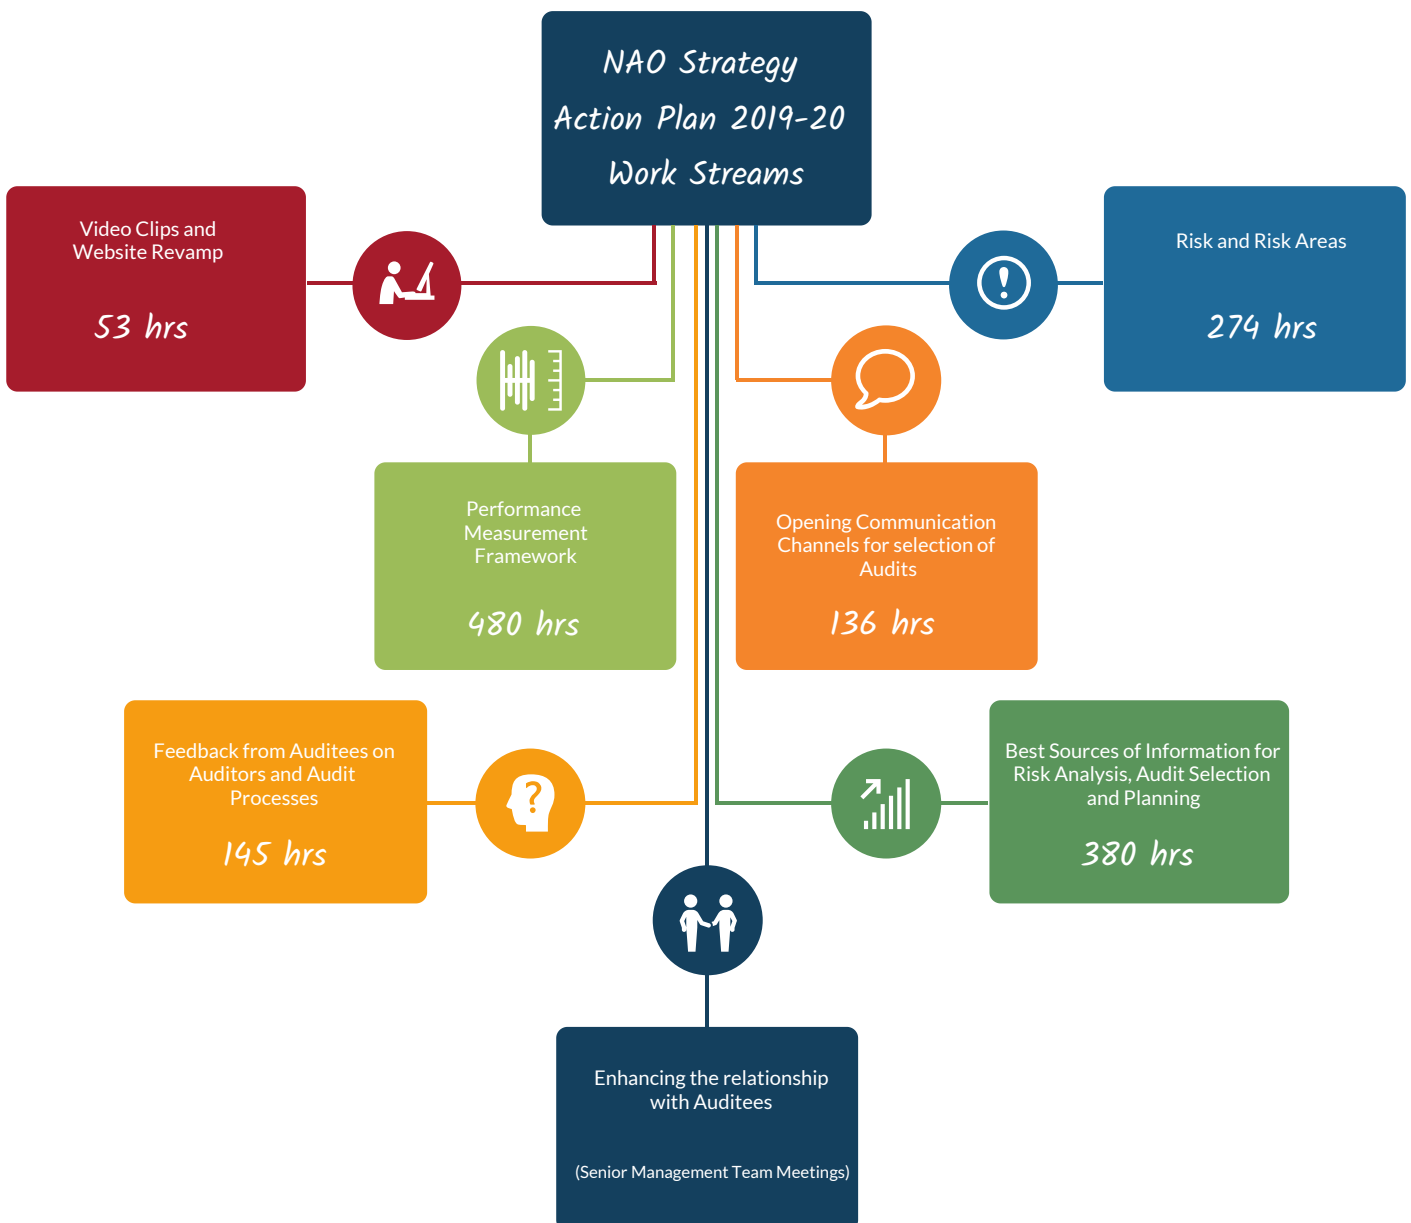 NAO Strategy
Action Plan 2019-20
Work Streams
Video Clips and
Website Revamp
53 hrs
Risk and Risk Areas
274 hrs
Performance
Measurement
Framework
480 hrs
Opening Communication
Channels for selection of
Audits
136 hrs
Feedback from Auditees on
Auditors and Audit
Processes
145 hrs
?
Best Sources of Information for
Risk Analysis, Audit Selection
and Planning
380 hrs
Enhancing the relationship
with Auditees
(Senior Management Team Meetings)